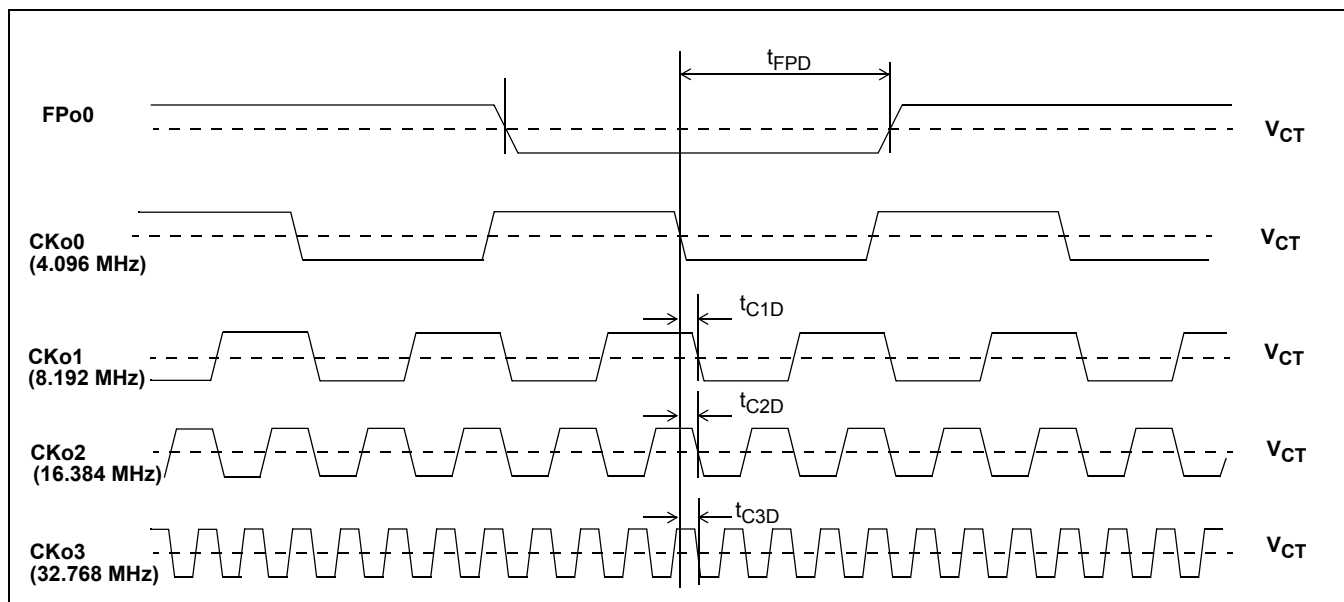 tFPD
FPo0
VCT
CKo0
(4.096 MHz)
VCT
tC1D
CKo1
(8.192 MHz)
VCT
tC2D
CKo2
(16.384 MHz)
VCT
tC3D
CKo3
(32.768 MHz)
VCT